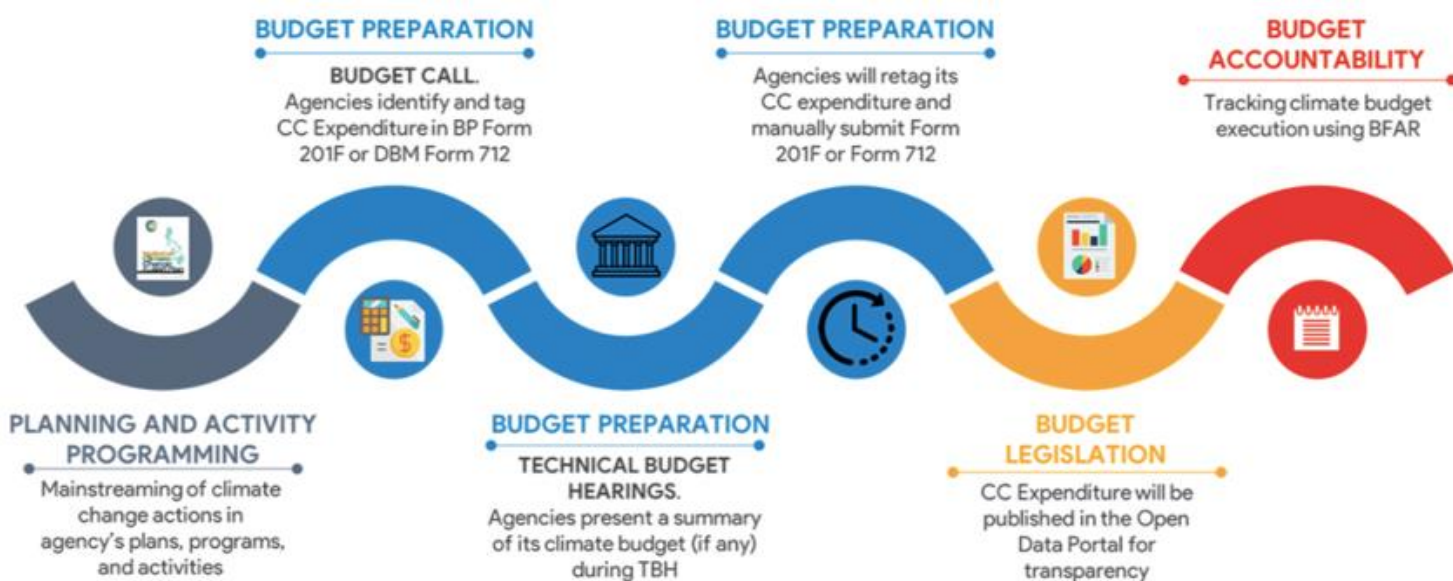 BUDGET PREPARATION
BUDGET CALL.
Agencies identify and tag
CC Expenditure in BP Form
201F or DBM Form 712
BUDGET PREPARATION
Agencies will retag its
CC expenditure and
manually submit Form
201F or Form 712
BUDGET
ACCOUNTABILITY
Tracking climate budget
execution using BFAR
PLANNING AND ACTIVITY
PROGRAMMING
Mainstreaming of climate
change actions in
agency's plans, programs,
and activities
BUDGET PREPARATION
TECHNICAL BUDGET
HEARINGS.
Agencies present a summary
of its climate budget (if any)
during TBH
BUDGET
LEGISLATION
CC Expenditure will be
published in the Open
Data Portal for
transparency